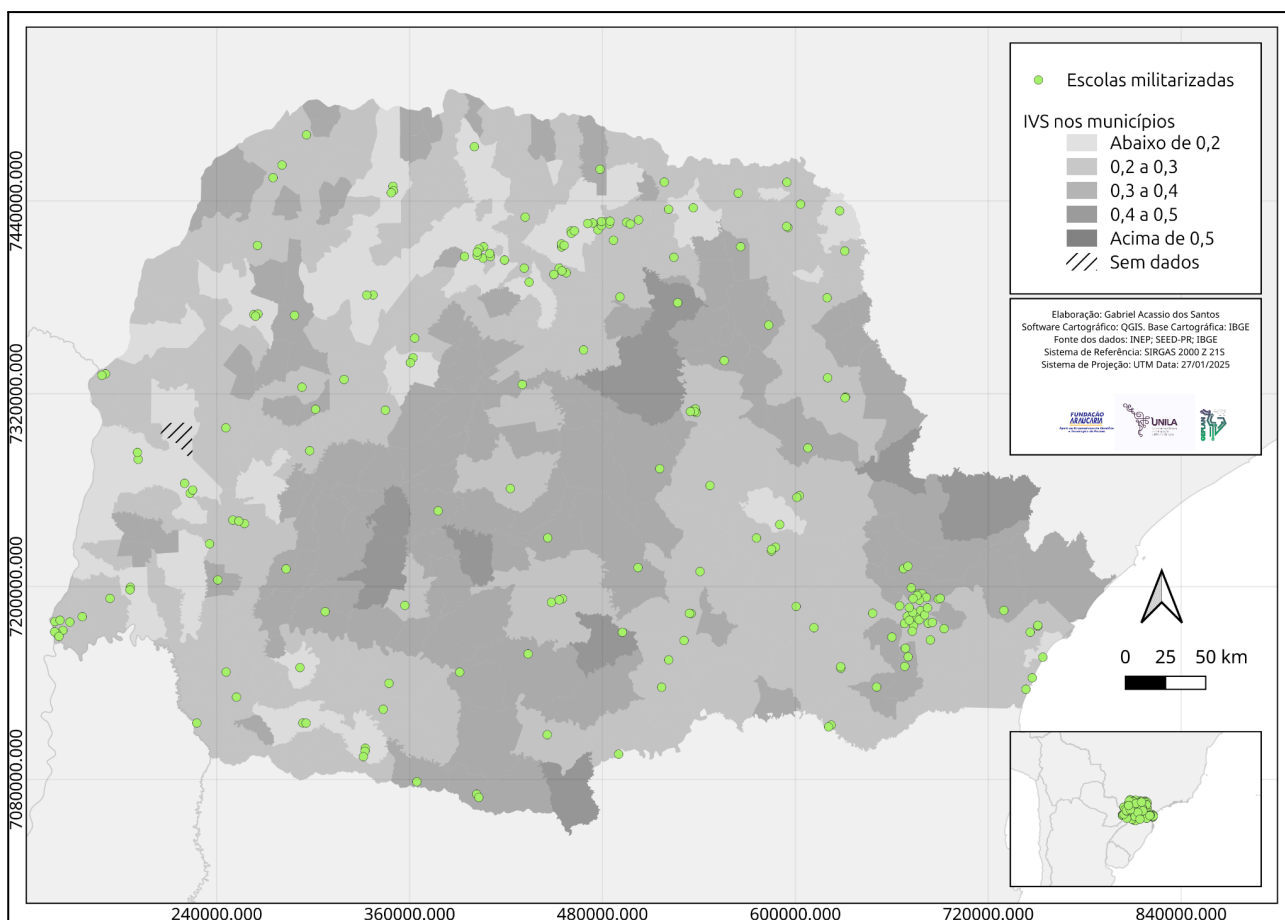 Escolas militarizadas
IVS nos municípios
Abaixo de 0,2
0,2 a 0,3
0,3 a 0,4
0,4 a 0,5
Acima de 0,5
Sem dados
Elaboração: Gabriel Acassio dos Santos
Software Cartográfico: QGIS. Base Cartográfica: IBGE
Fonte dos dados: INEP; SEED-PR; IBGE
Sistema de Referência: SIRGAS 2000 Z 21S
Sistema de Projeção: UTM Data: 27/01/2025
FUNDAÇÃO
ARAUCÁRIA
UNILA
GEPLAN
7440000.000
7320000.000
7200000.000
7080000.000
0 25 50 km
240000.000 360000.000 480000.000 600000.000 720000.000 840000.000